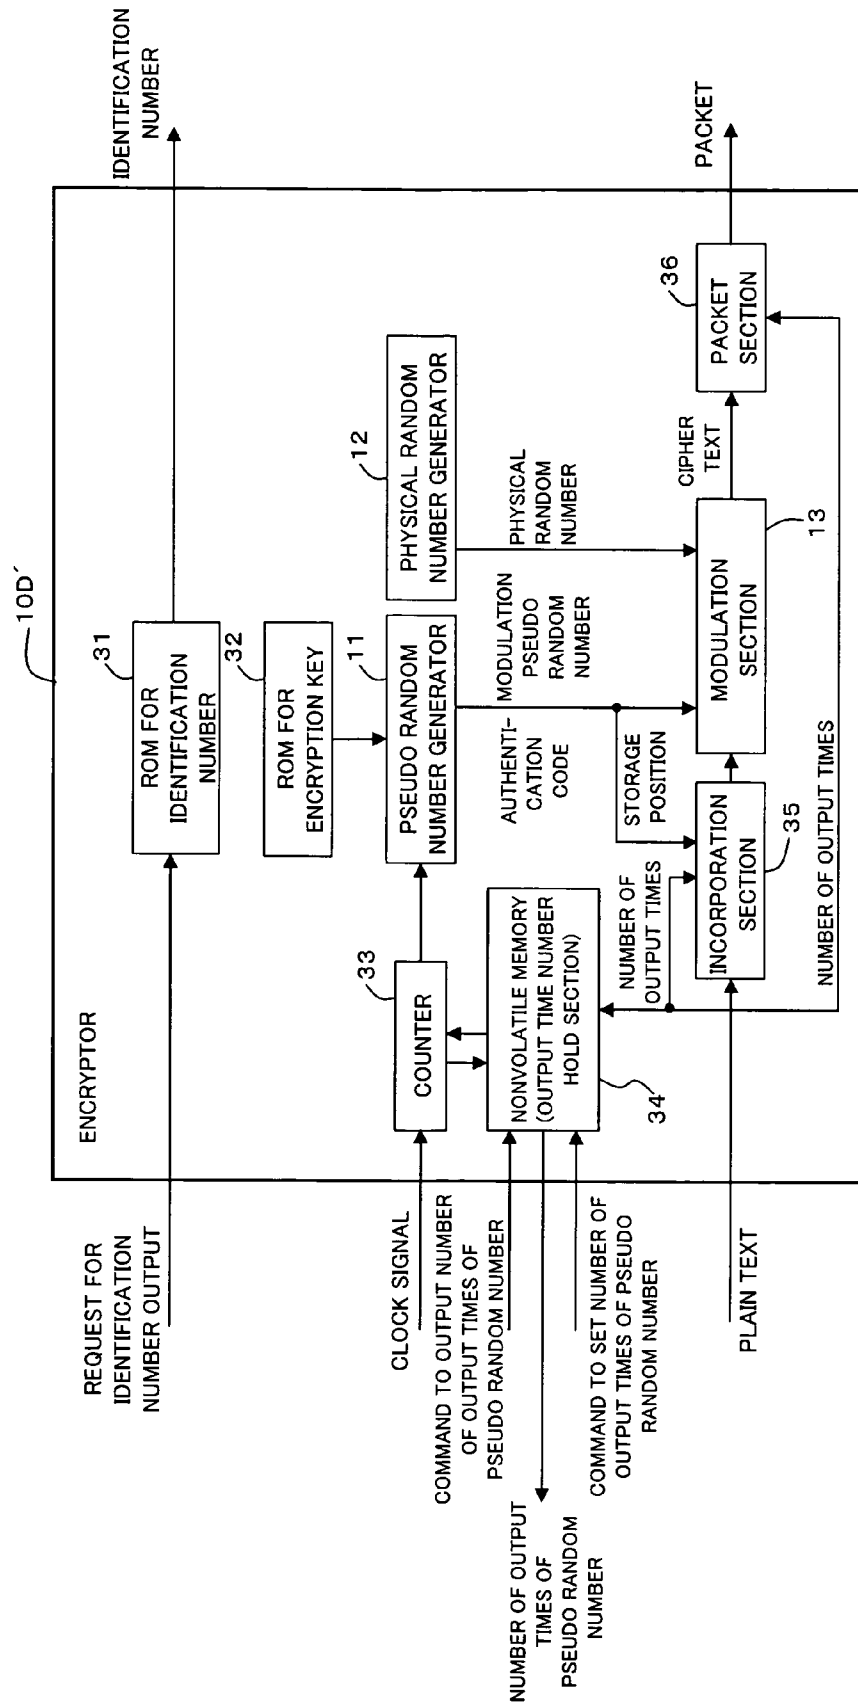 10D´
ENCRYPTOR
REQUEST FOR
IDENTIFICATION
NUMBER OUTPUT
31
ROM FOR
IDENTIFICATION
NUMBER
IDENTIFICATION
NUMBER
32
ROM FOR
ENCRYPTION KEY
CLOCK SIGNAL
33
COUNTER
11
PSEUDO RANDOM
NUMBER GENERATOR
12
PHYSICAL RANDOM
NUMBER GENERATOR
COMMAND TO OUTPUT NUMBER
OF OUTPUT TIMES OF
PSEUDO RANDOM NUMBER
NUMBER OF OUTPUT
TIMES OF
PSEUDO RANDOM
NUMBER
COMMAND TO SET NUMBER OF
OUTPUT TIMES OF PSEUDO
RANDOM NUMBER
NONVOLATILE MEMORY
(OUTPUT TIME NUMBER
HOLD SECTION)
34
AUTHENTI-
CATION
CODE
MODULATION
PSEUDO
RANDOM
NUMBER
PHYSICAL
RANDOM
NUMBER
NUMBER OF
OUTPUT TIMES
STORAGE
POSITION
PLAIN TEXT
INCORPORATION
SECTION
35
MODULATION
SECTION
13
CIPHER
TEXT
36
PACKET
SECTION
PACKET
NUMBER OF OUTPUT TIMES